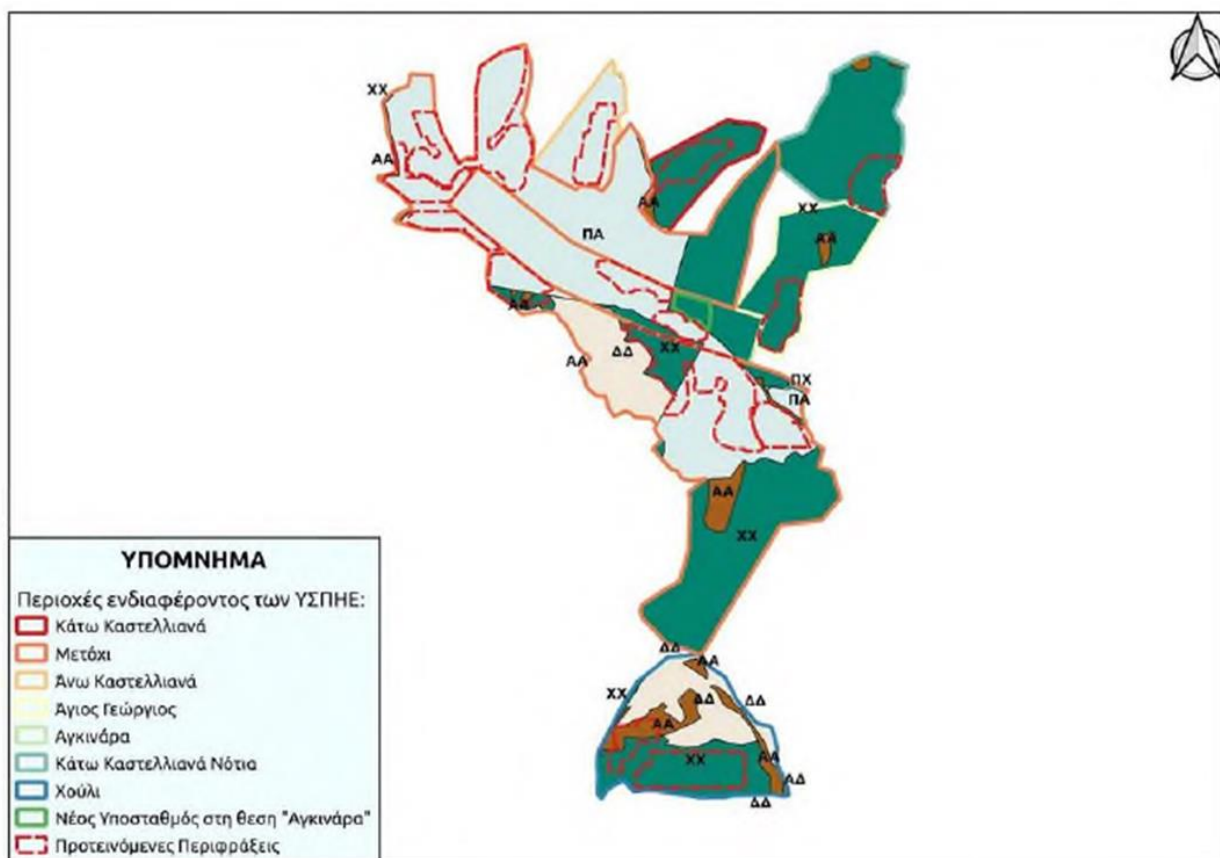 ΧΧ
ΑΑ
ΑΑ
ΧΧ
ΠΑ
ΑΑ
ΑΑ
ΑΑ
ΔΔ
ΧΧ
ΠΧ
ΠΑ
ΑΑ
ΧΧ
ΔΔ
ΑΑ
ΧΧ
ΔΔ
ΔΔ
ΑΑ
ΧΧ
ΑΑ
ΑΔ
ΔΔ
ΥΠΟΜΝΗΜΑ
Περιοχές ενδιαφέροντος των ΥΣΠΗΕ:
Κάτω Καστελλιανά
Μετόχι
Άνω Καστελλιανά
Άγιος Γεώργιος
Αγκινάρα
Κάτω Καστελλιανά Νότια
Χούλι
Νέος Υποσταθμός στη θεση "Αγκινάρα"
Προτεινόμενες Περιφράξεις